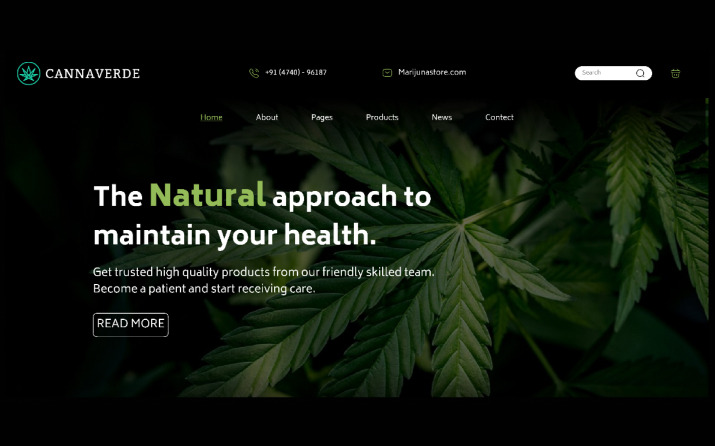 CANNAVERDE
+91 (4740) - 96187
Marijunastore.com
Search
Home About Pages Products News Contact
The Natural approach to
maintain your health.
Get trusted high quality products from our friendly skilled team.
Become a patient and start receiving care.
READ MORE